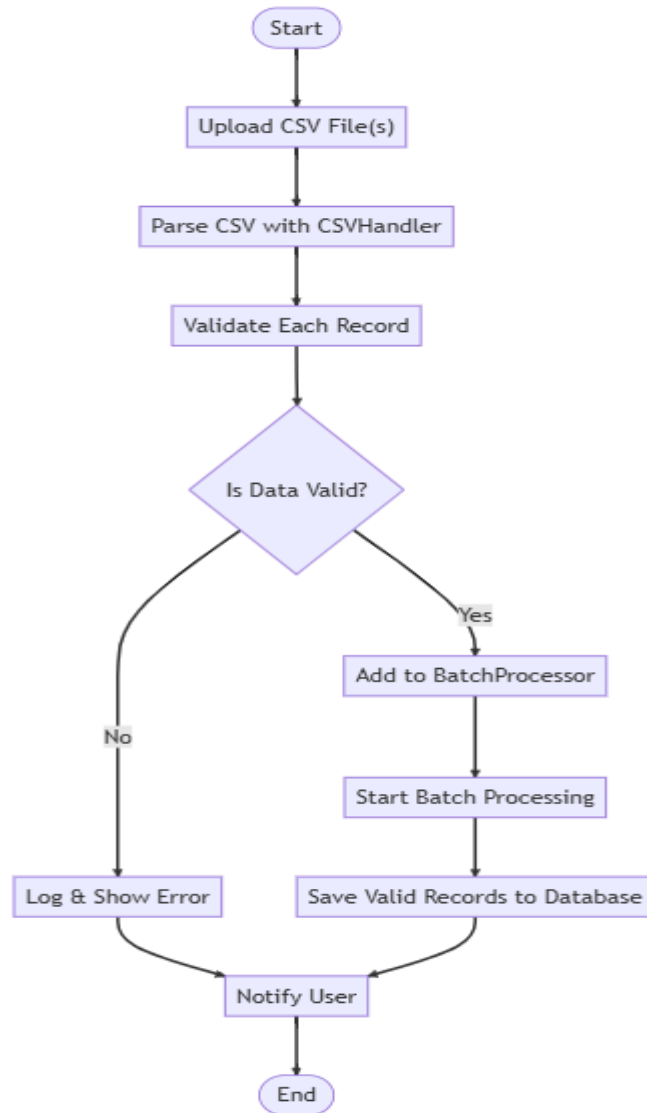 Start
Upload CSV File(s)
Parse CSV with CSVHandler
Validate Each Record
Is Data Valid?
Yes
Add to BatchProcessor
No
Start Batch Processing
Log & Show Error
Save Valid Records to Database
Notify User
End